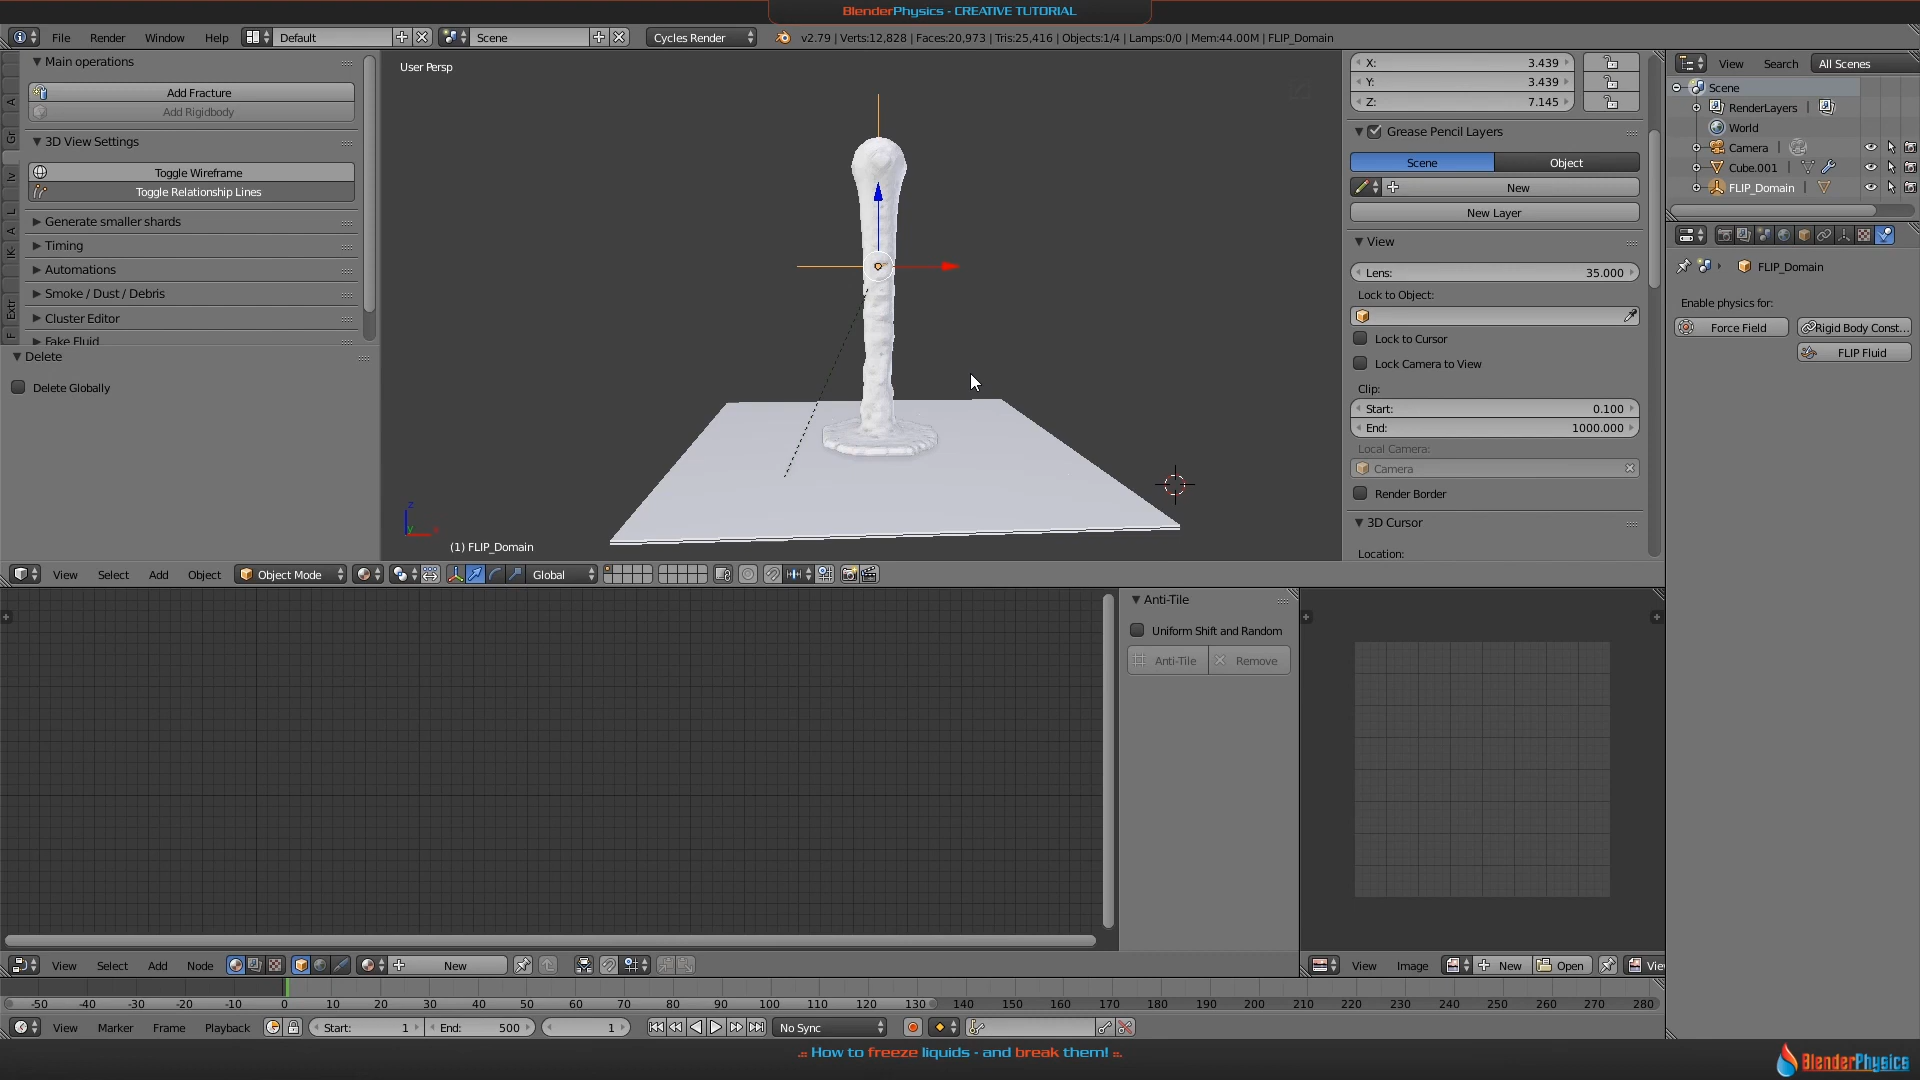 BlenderPhysics - CREATIVE TUTORIAL
File Render Window Help Default Scene Cycles Render v2.79 | Verts:12,828 | Faces:20,973 | Tris:25,416 | Objects:1/4 | Lamps:0/0 | Mem:44.00M | FLIP_Domain
Main operations
Add Fracture
Add Rigidbody
3D View Settings
Toggle Wireframe
Toggle Relationship Lines
Generate smaller shards
Timing
Automations
Smoke / Dust / Debris
Cluster Editor
Fake Fluid
A
Gr
Iv
L
A
IK
Extr
F
Delete
Delete Globally
User Persp
z
(1) FLIP_Domain
X: 3.439
Y: 3.439
Z: 7.145
Grease Pencil Layers
Scene Object
New
New Layer
View
Lens: 35.000
Lock to Object:
Lock to Cursor
Lock Camera to View
Clip:
Start: 0.100
End: 1000.000
Local Camera:
Camera
Render Border
3D Cursor
Location:
View Search All Scenes
Scene
RenderLayers |
World
Camera |
Cube.001 |
FLIP_Domain |
FLIP_Domain
Enable physics for:
Force Field Rigid Body Const...
FLIP Fluid
View Select Add Object Object Mode Global
Anti-Tile
Uniform Shift and Random
Anti-Tile Remove
View Select Add Node New
View Image New Open Vie
-50 -40 -30 -20 -10 0 10 20 30 40 50 60 70 80 90 100 110 120 130 140 150 160 170 180 190 200 210 220 230 240 250 260 270 280
View Marker Frame Playback Start: 1 End: 500 1 No Sync
.:: How to freeze liquids - and break them! ::.
BlenderPhysics